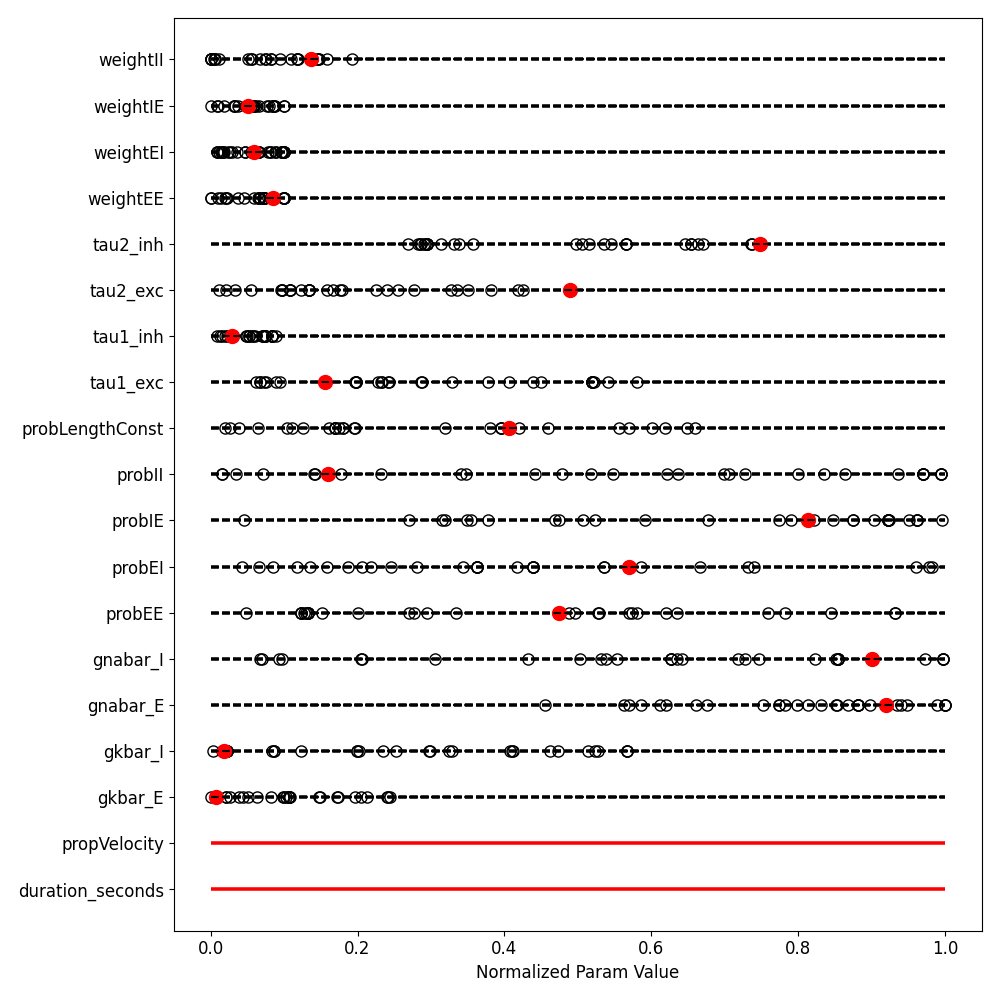 weightII
weightIE
weightEI
weightEE
tau2_inh
tau2_exc
tau1_inh
tau1_exc
probLengthConst
probII
probIE
probEI
probEE
gnabar_I
gnabar_E
gkbar_I
gkbar_E
propVelocity
duration_seconds
0.0 0.2 0.4 0.6 0.8 1.0
Normalized Param Value